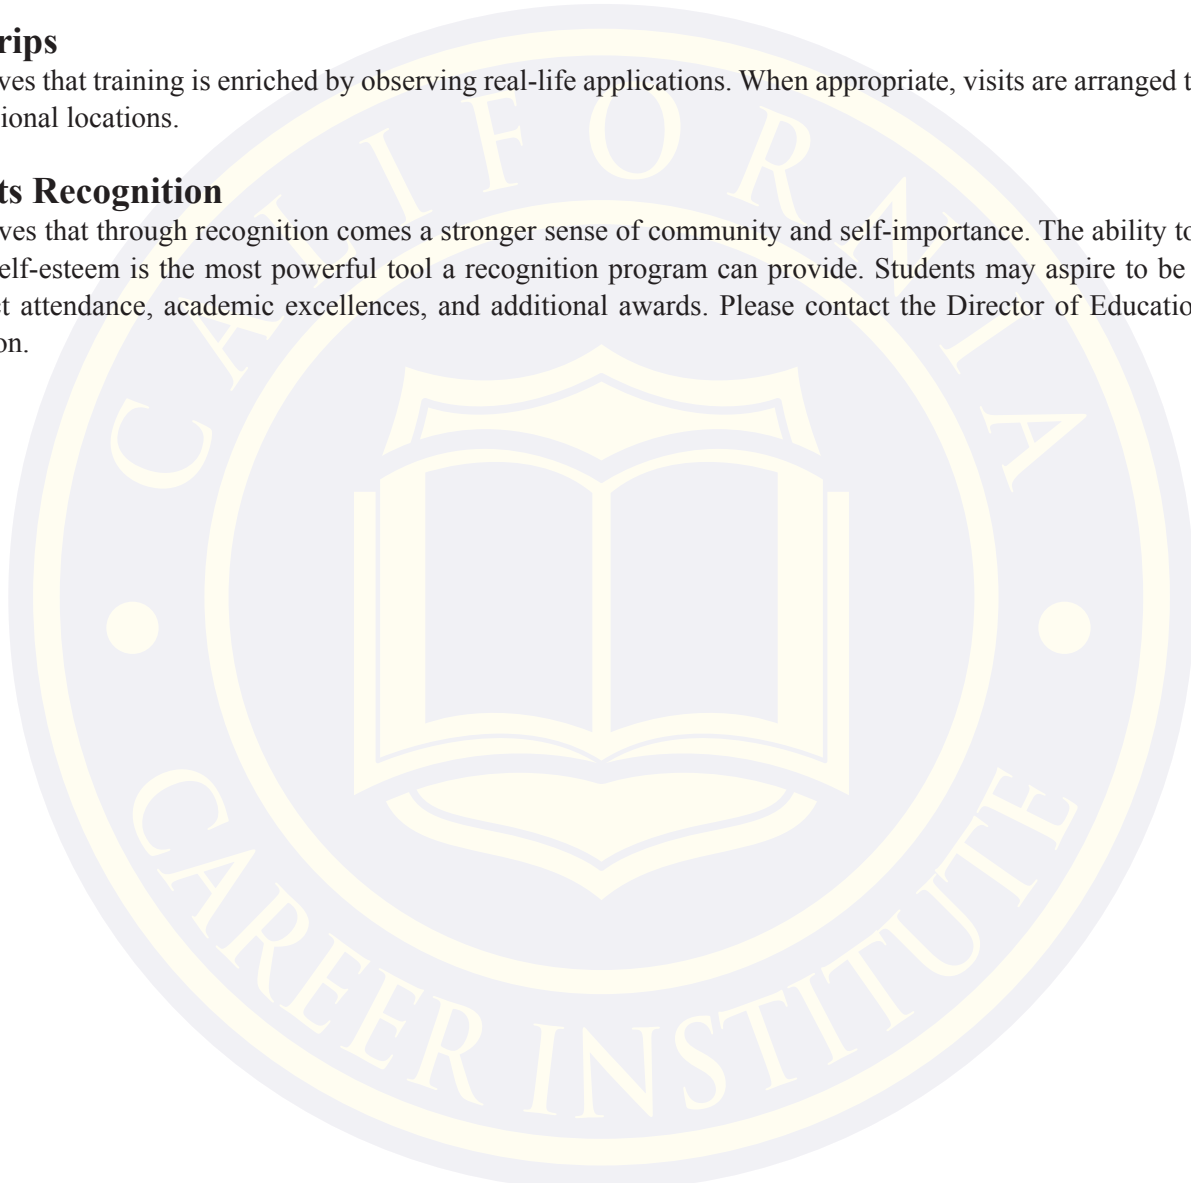 rips
ves that training is enriched by observing real-life applications. When appropriate, visits are arranged t
ional locations.
ts Recognition
ves that through recognition comes a stronger sense of community and self-importance. The ability to
elf-esteem is the most powerful tool a recognition program can provide. Students may aspire to be
t attendance, academic excellences, and additional awards. Please contact the Director of Educatio
on.
CALIFORNIA
CAREER INSTITUTE